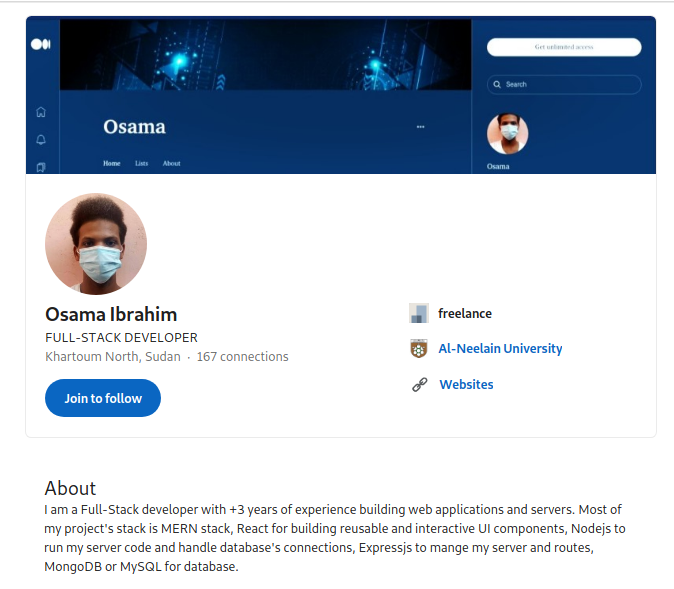 Get unlimited access
Search
Osama
Home Lists About
Osama
Osama Ibrahim
FULL-STACK DEVELOPER
Khartoum North, Sudan · 167 connections
Join to follow
freelance
Al-Neelain University
Websites
About
I am a Full-Stack developer with +3 years of experience building web applications and servers. Most of
my project's stack is MERN stack, React for building reusable and interactive UI components, Nodejs to
run my server code and handle database's connections, Expressjs to mange my server and routes,
MongoDB or MySQL for database.